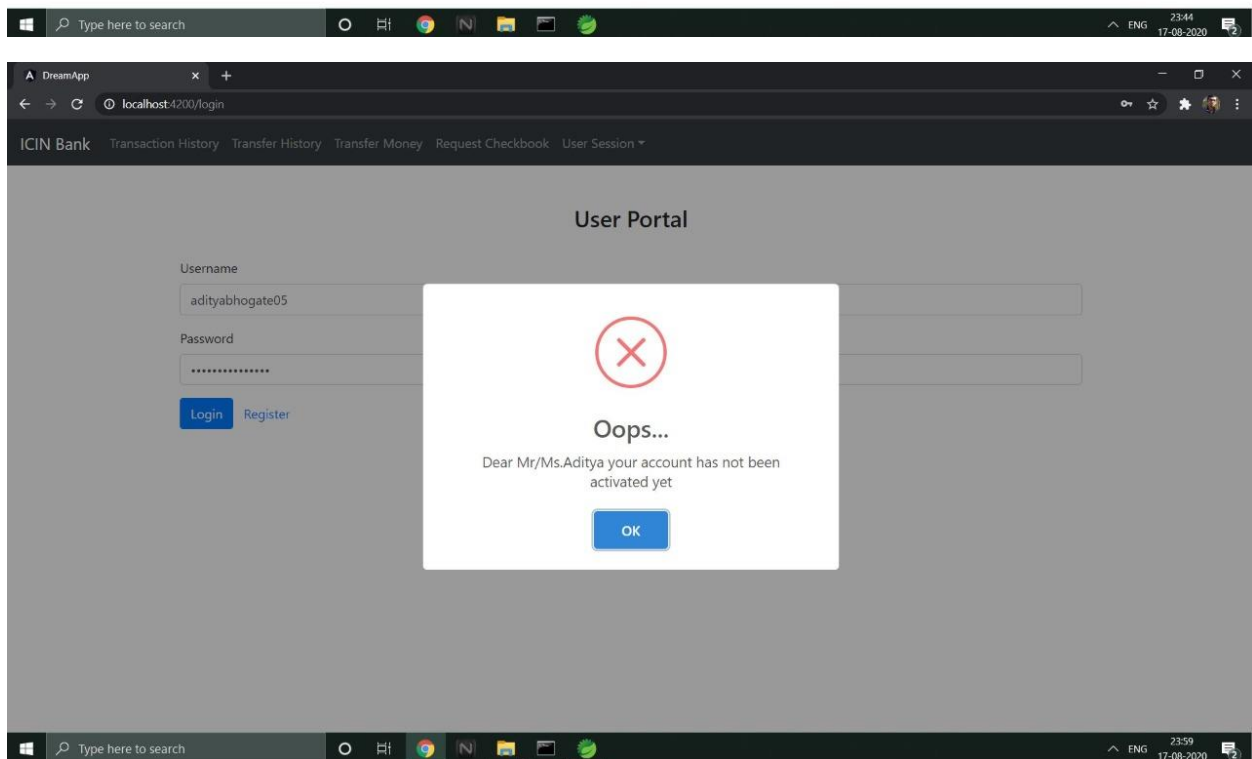 Type here to search
ENG
23:44
17-08-2020
2
DreamApp
localhost:4200/login
ICIN Bank Transaction History Transfer History Transfer Money Request Checkbook User Session
User Portal
Username
adityabhogate05
Password
Login Register
Oops...
Dear Mr/Ms.Aditya your account has not been
activated yet
OK
Type here to search
ENG
23:59
17-08-2020
2